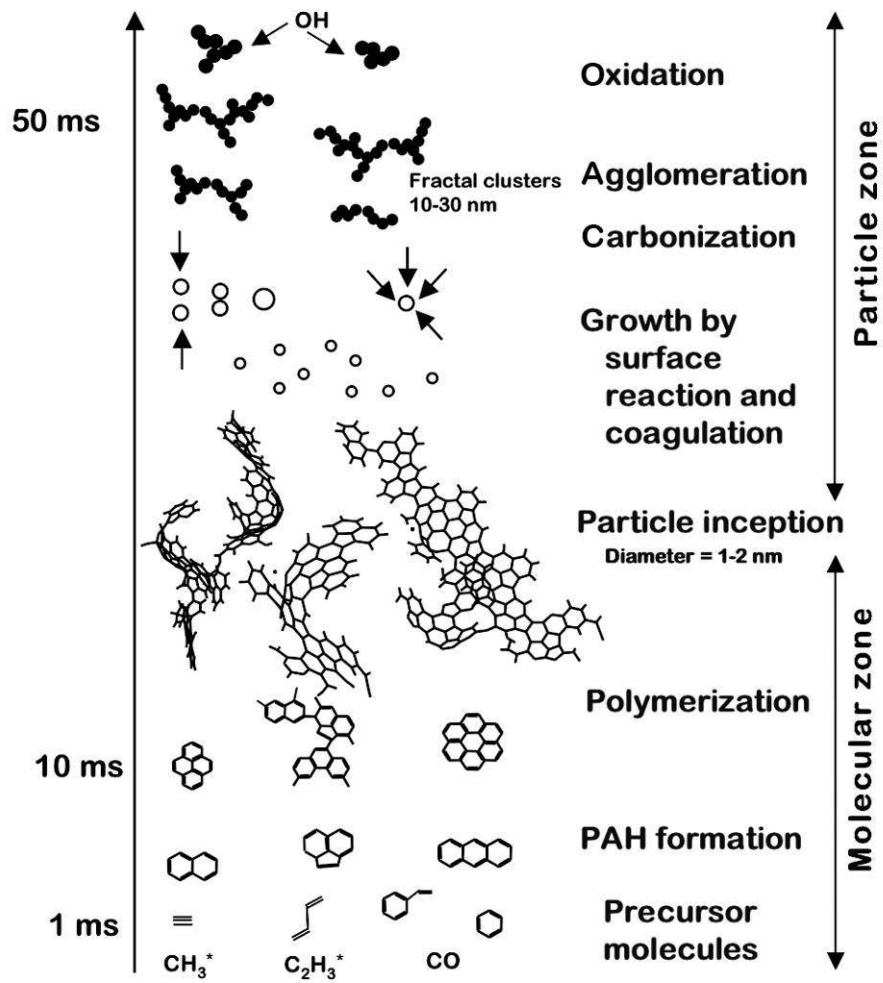 OH
Oxidation
50 ms
Agglomeration
Fractal clusters
10-30 nm
Carbonization
Particle zone
Growth by
surface
reaction and
coagulation
Particle inception
Diameter = 1-2 nm
Polymerization
Molecular zone
10 ms
PAH formation
1 ms
Precursor
molecules
CH₃*
C₂H₃*
CO